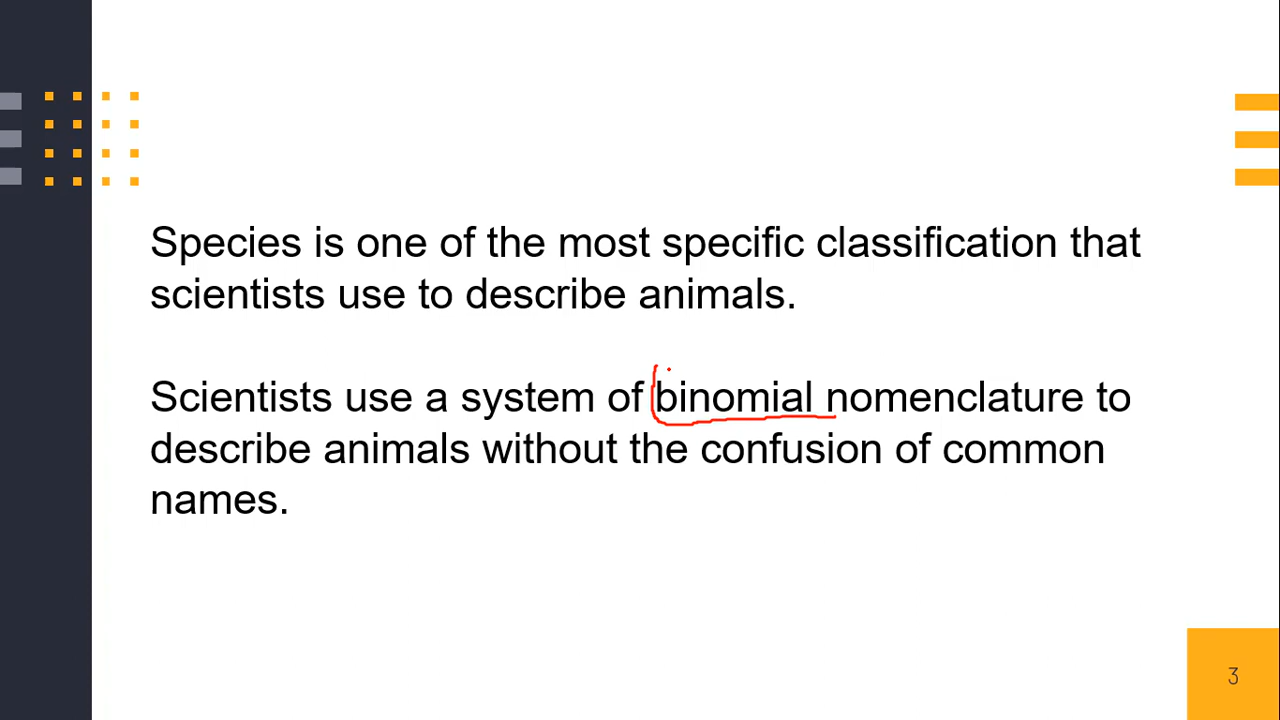 Species is one of the most specific classification that
scientists use to describe animals.
Scientists use a system of binomial nomenclature to
describe animals without the confusion of common
names.
3